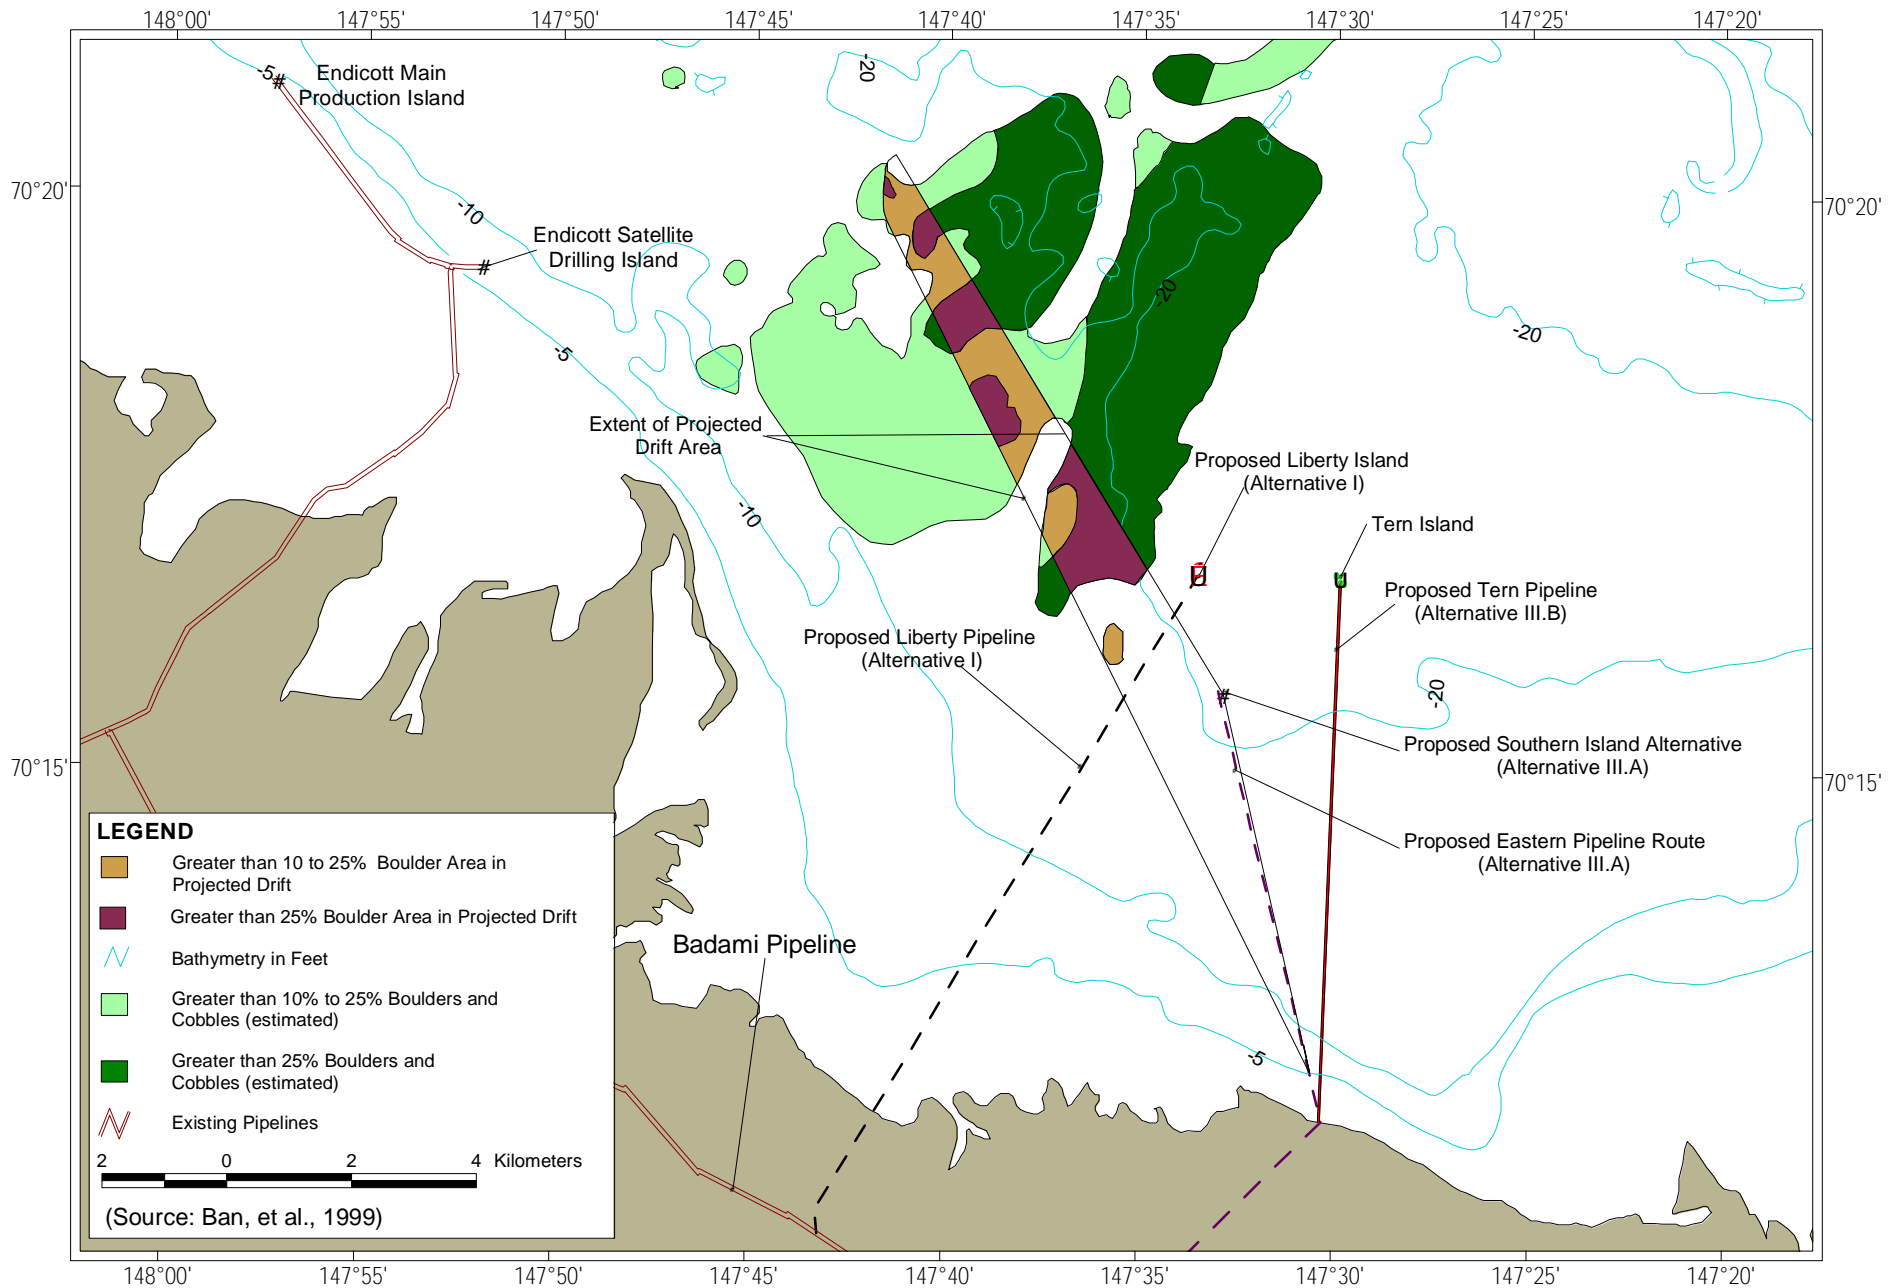 148°00' 147°55' 147°50' 147°45' 147°40' 147°35' 147°30' 147°25' 147°20'
-5
Endicott Main
Production Island
-20
70°20'
70°20'
-10
Endicott Satellite
Drilling Island
-20
-20
-5
Extent of Projected
Drift Area
-10
Proposed Liberty Island
(Alternative I)
Tern Island
Proposed Tern Pipeline
(Alternative III.B)
Proposed Liberty Pipeline
(Alternative I)
-20
Proposed Southern Island Alternative
(Alternative III.A)
70°15'
70°15'
Proposed Eastern Pipeline Route
(Alternative III.A)
Badami Pipeline
-5
LEGEND
Greater than 10 to 25% Boulder Area in
Projected Drift
Greater than 25% Boulder Area in Projected Drift
Bathymetry in Feet
Greater than 10% to 25% Boulders and
Cobbles (estimated)
Greater than 25% Boulders and
Cobbles (estimated)
Existing Pipelines
2 0 2 4 Kilometers
(Source: Ban, et al., 1999)
148°00' 147°55' 147°50' 147°45' 147°40' 147°35' 147°30' 147°25' 147°20'